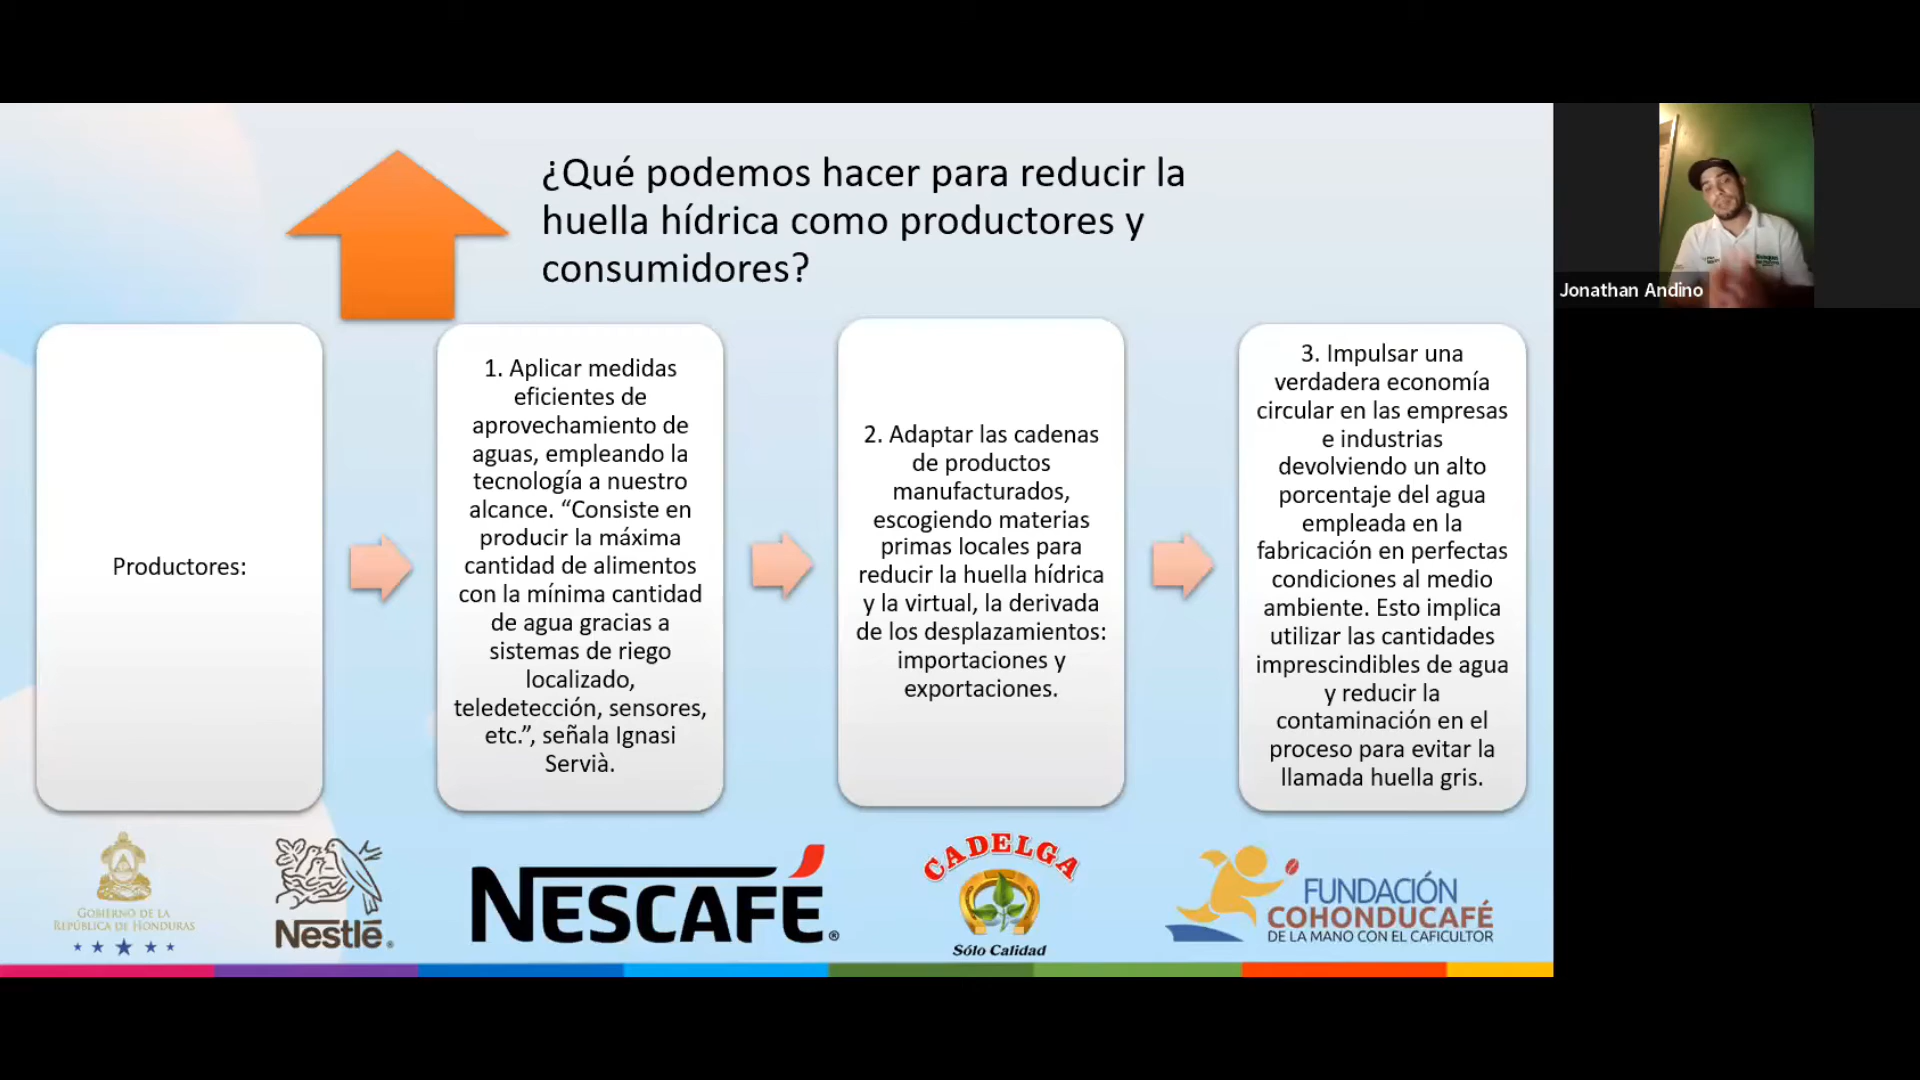 ¿Qué podemos hacer para reducir la
huella hídrica como productores y
consumidores?
Jonathan Andino
Productores:
1. Aplicar medidas
eficientes de
aprovechamiento de
aguas, empleando la
tecnología a nuestro
alcance. “Consiste en
producir la máxima
cantidad de alimentos
con la mínima cantidad
de agua gracias a
sistemas de riego
localizado,
teledetección, sensores,
etc.”, señala Ignasi
Servià.
2. Adaptar las cadenas
de productos
manufacturados,
escogiendo materias
primas locales para
reducir la huella hídrica
y la virtual, la derivada
de los desplazamientos:
importaciones y
exportaciones.
3. Impulsar una
verdadera economía
circular en las empresas
e industrias
devolviendo un alto
porcentaje del agua
empleada en la
fabricación en perfectas
condiciones al medio
ambiente. Esto implica
utilizar las cantidades
imprescindibles de agua
y reducir la
contaminación en el
proceso para evitar la
llamada huella gris.
GOBIERNO DE LA
REPÚBLICA DE HONDURAS
Nestlé®
NESCAFÉ®
CADELGA
Sólo Calidad
FUNDACIÓN
COHONDUCAFÉ
DE LA MANO CON EL CAFICULTOR